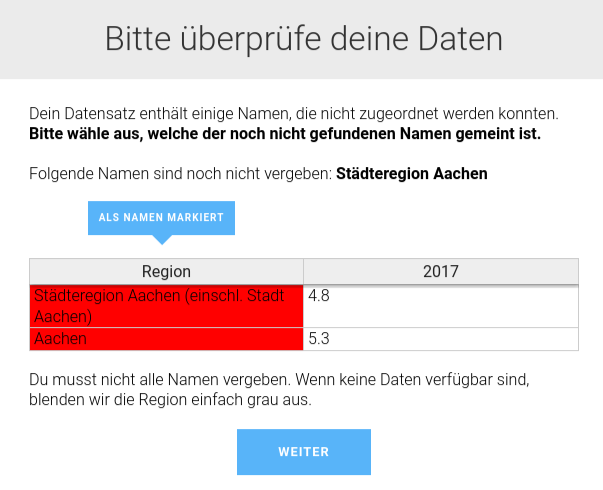 Bitte überprüfe deine Daten
Dein Datensatz enthält einige Namen, die nicht zugeordnet werden konnten.
Bitte wähle aus, welche der noch nicht gefundenen Namen gemeint ist.
Folgende Namen sind noch nicht vergeben: Städteregion Aachen
ALS NAMEN MARKIERT
Region 2017
Städteregion Aachen (einschl. Stadt 4.8
Aachen)
Aachen 5.3
Du musst nicht alle Namen vergeben. Wenn keine Daten verfügbar sind,
blenden wir die Region einfach grau aus.
WEITER